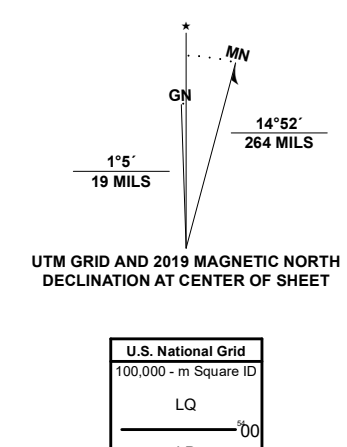 MN
GN
14°52´
264 MILS
1°5´
19 MILS
UTM GRID AND 2019 MAGNETIC NORTH
DECLINATION AT CENTER OF SHEET
U.S. National Grid
100,000 - m Square ID
LQ
00